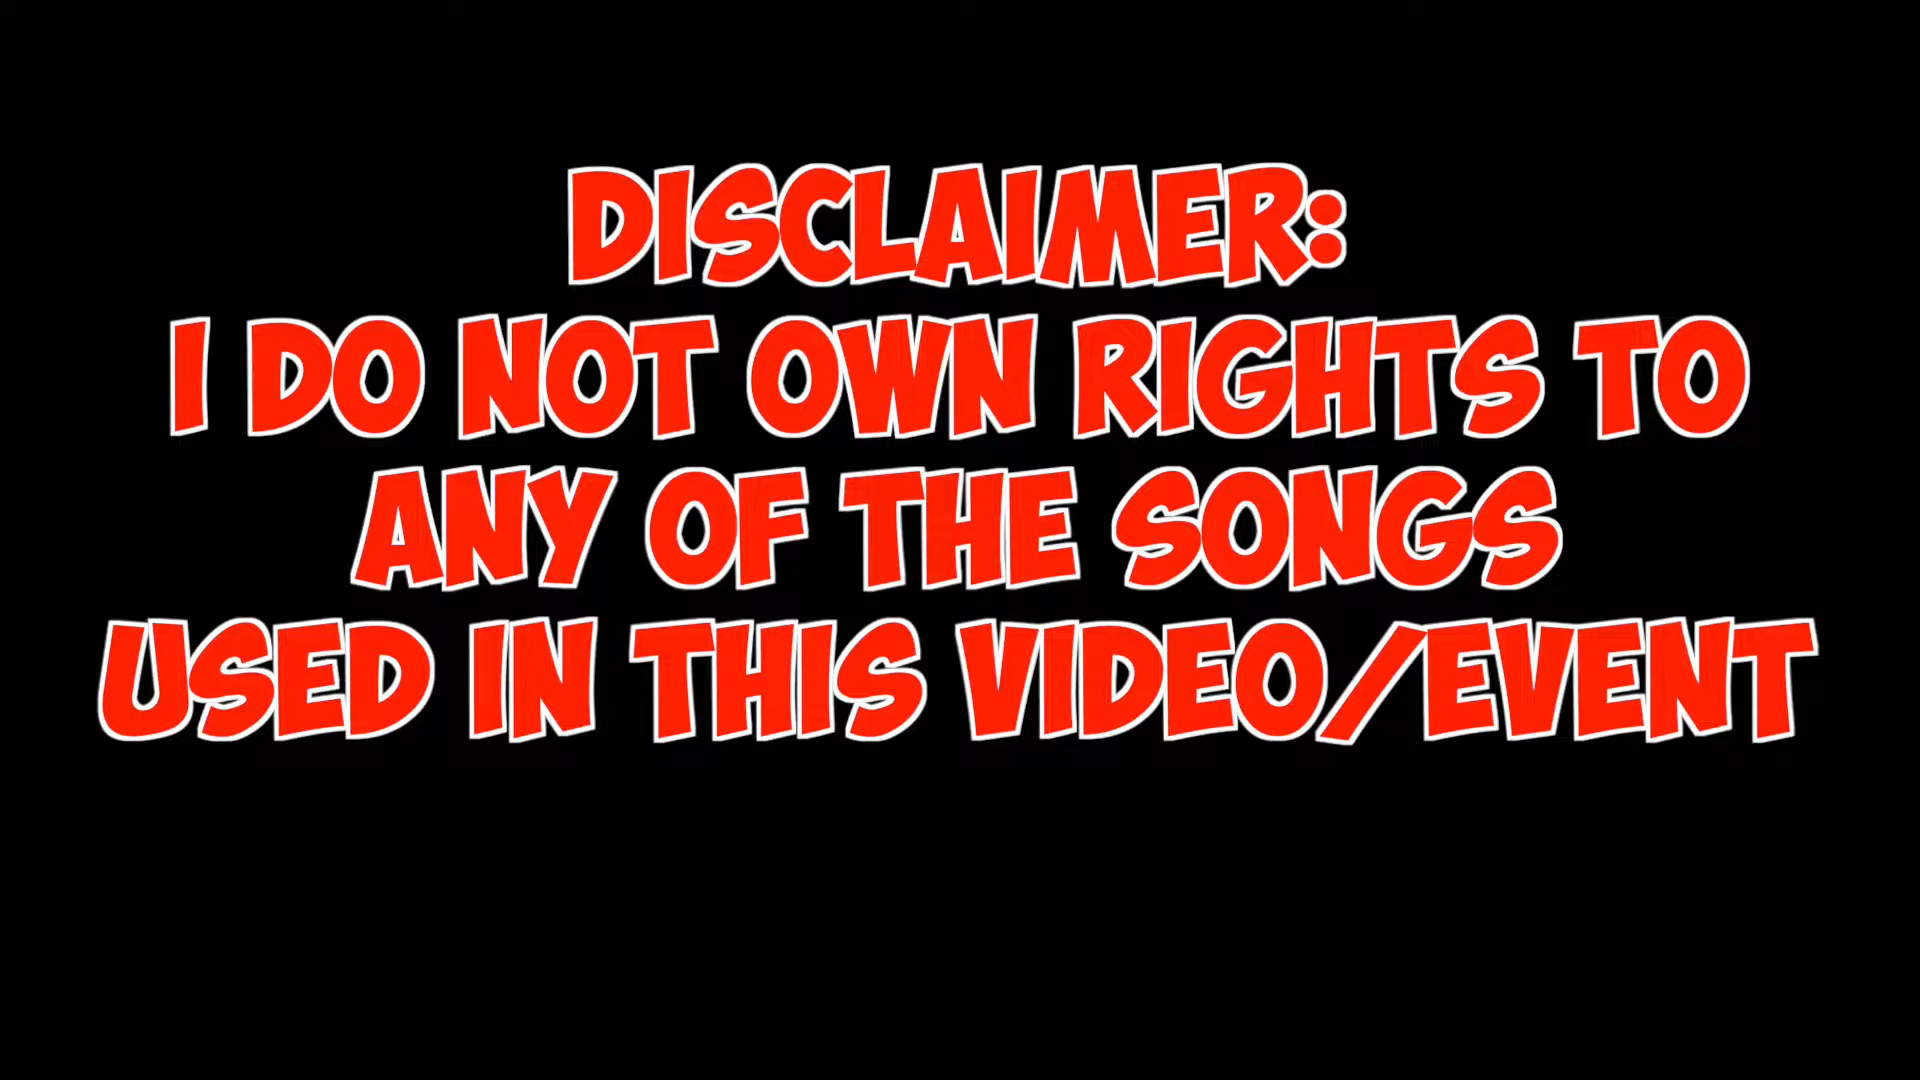 DISCLAIMER:
I DO NOT OWN RIGHTS TO
ANY OF THE SONGS
USED IN THIS VIDEO/EVENT